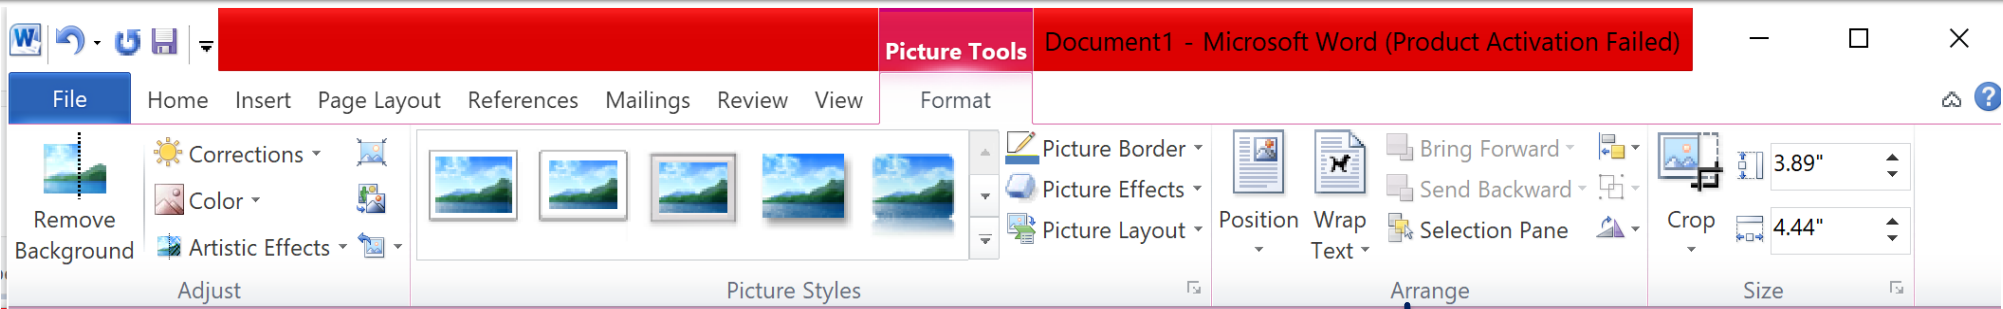 Picture Tools
Document1 - Microsoft Word (Product Activation Failed)
File Home Insert Page Layout References Mailings Review View Format
Remove
Background
Corrections
Color
Artistic Effects
Adjust
Picture Border
Picture Effects
Picture Layout
Picture Styles
Position
Wrap
Text
Bring Forward
Send Backward
Selection Pane
Arrange
Crop
3.89"
4.44"
Size